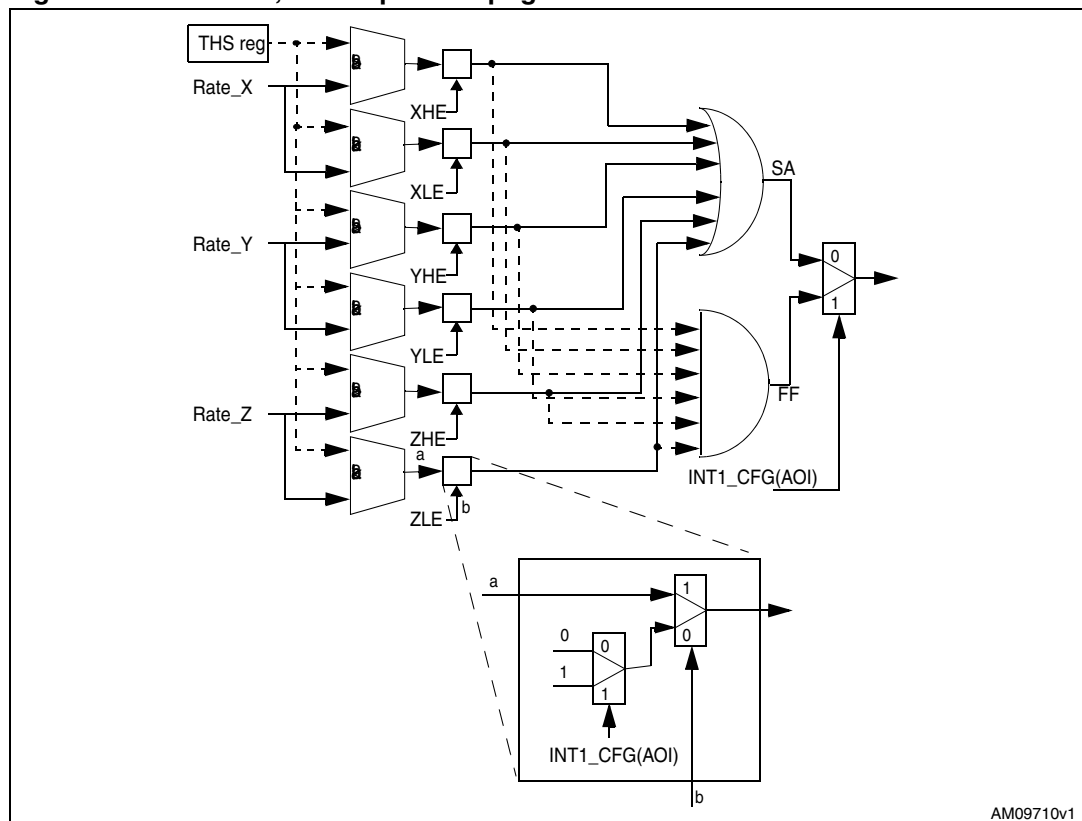 THS reg
Rate_X
XHE
XLE
SA
Rate_Y
YHE
0
1
YLE
FF
Rate_Z
ZHE
a
INT1_CFG(AOI)
b
ZLE
a
1
0
0
0
1
1
INT1_CFG(AOI)
b
AM09710v1